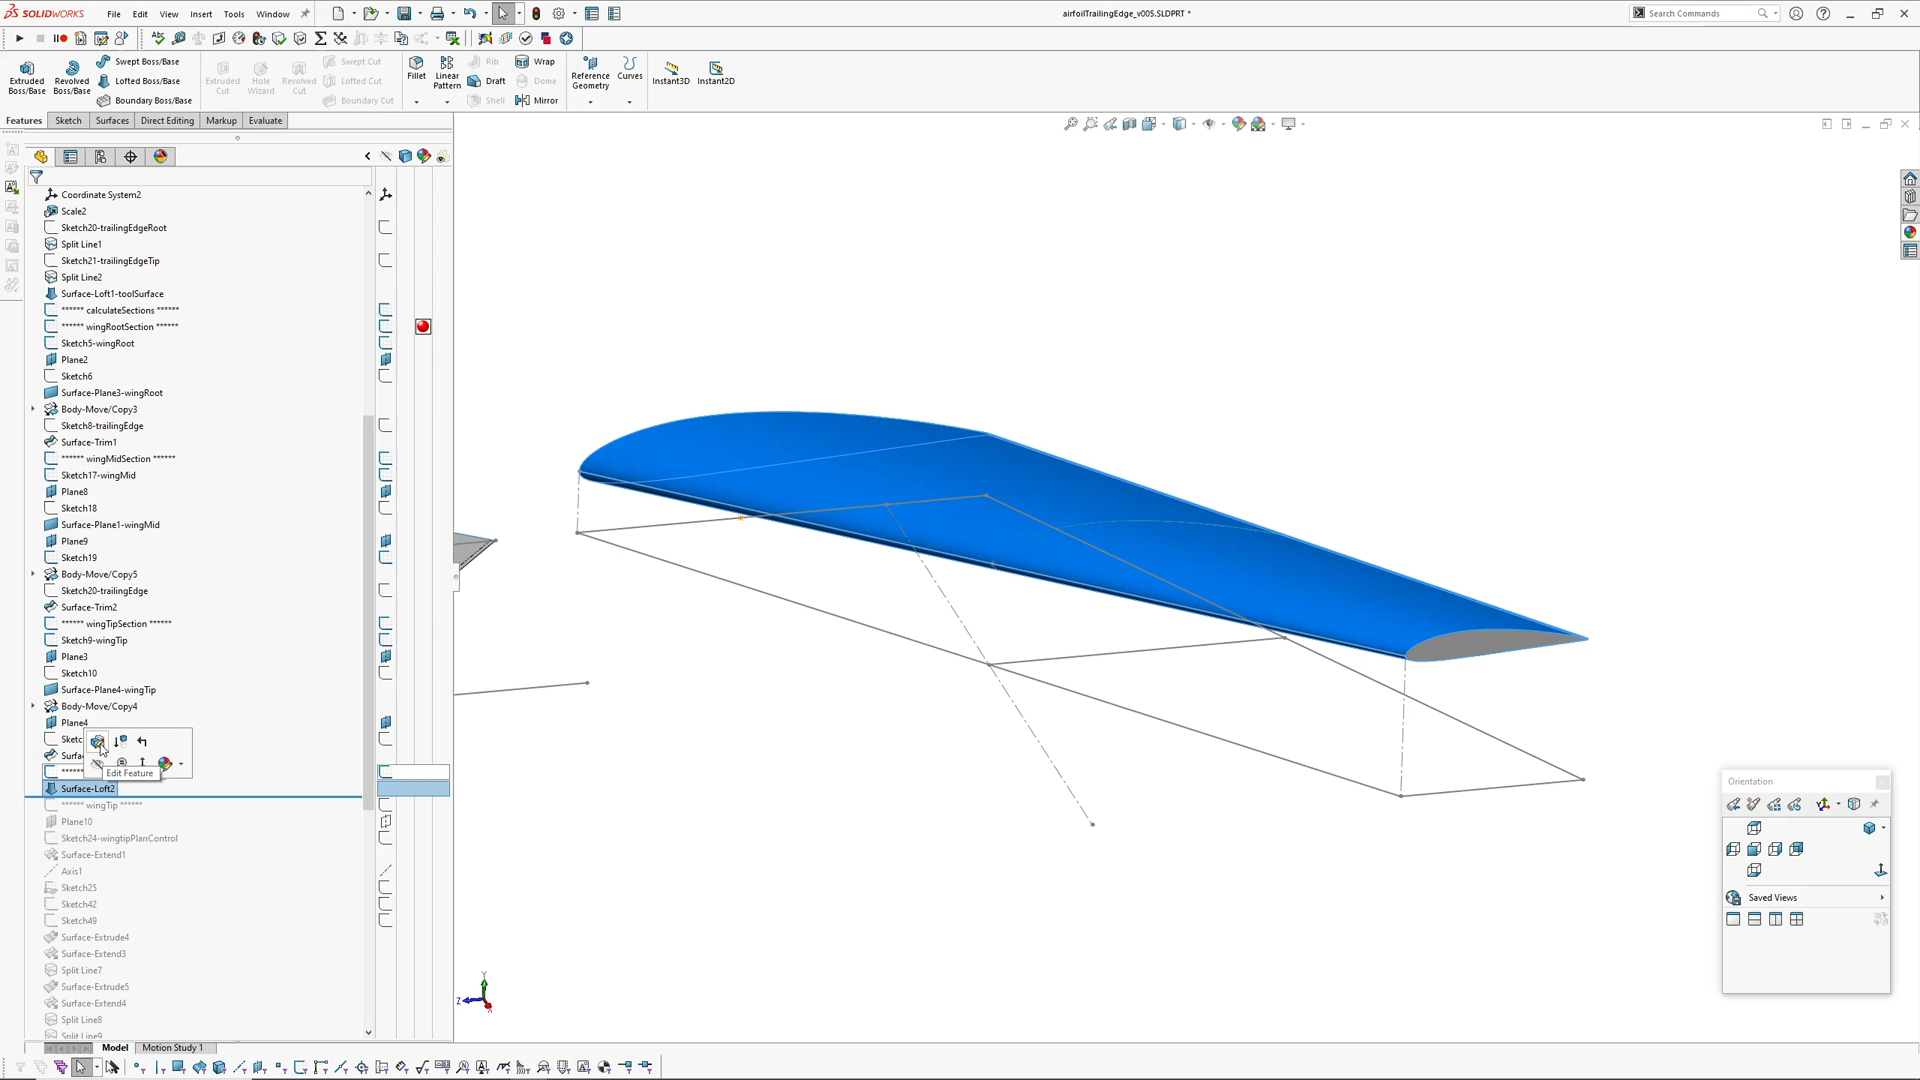 SOLIDWORKS File Edit View Insert Tools Window airfoilTrailingEdge_v005.SLDPRT * Search Commands
Extruded Boss/Base
Revolved Boss/Base
Swept Boss/Base
Lofted Boss/Base
Boundary Boss/Base
Extruded Cut
Hole Wizard
Revolved Cut
Swept Cut
Lofted Cut
Boundary Cut
Fillet
Linear Pattern
Rib
Draft
Shell
Wrap
Dome
Mirror
Reference Geometry
Curves
Instant3D
Instant2D
Features Sketch Surfaces Direct Editing Markup Evaluate
Coordinate System2
Scale2
Sketch20-trailingEdgeRoot
Split Line1
Sketch21-trailingEdgeTip
Split Line2
Surface-Loft1-toolSurface
****** calculateSections ******
****** wingRootSection ******
Sketch5-wingRoot
Plane2
Sketch6
Surface-Plane3-wingRoot
Body-Move/Copy3
Sketch8-trailingEdge
Surface-Trim1
****** wingMidSection ******
Sketch17-wingMid
Plane8
Sketch18
Surface-Plane1-wingMid
Plane9
Sketch19
Body-Move/Copy5
Sketch20-trailingEdge
Surface-Trim2
****** wingTipSection ******
Sketch9-wingTip
Plane3
Sketch10
Surface-Plane4-wingTip
Body-Move/Copy4
Plane4
Sketc
Surfa
Edit Feature
******
Surface-Loft2
****** wingTip ******
Plane10
Sketch24-wingtipPlanControl
Surface-Extend1
Axis1
Sketch25
Sketch42
Sketch49
Surface-Extrude4
Surface-Extend3
Split Line7
Surface-Extrude5
Surface-Extend4
Split Line8
Split Line9
Y
Z
X
Orientation
Saved Views
Model Motion Study 1